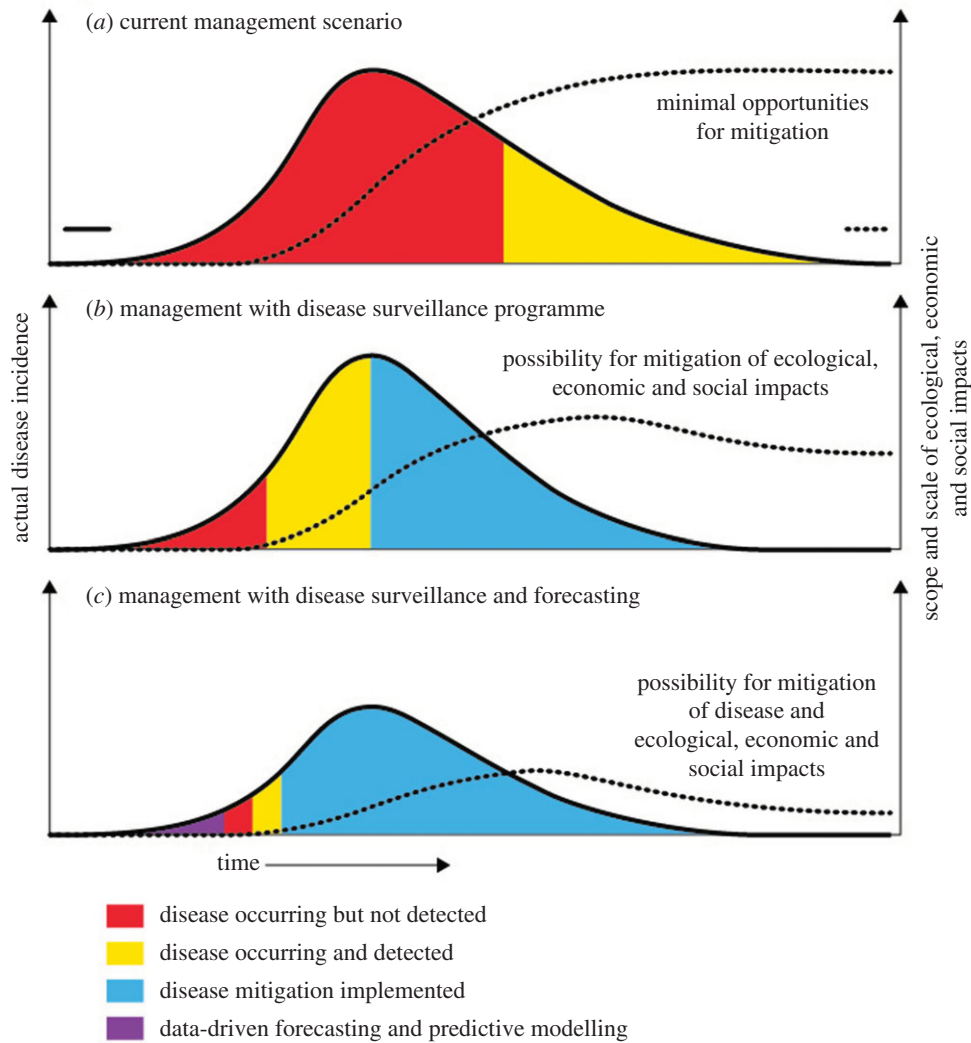 (a) current management scenario
minimal opportunities
for mitigation
(b) management with disease surveillance programme
possibility for mitigation of ecological,
economic and social impacts
actual disease incidence
scope and scale of ecological, economic
and social impacts
(c) management with disease surveillance and forecasting
possibility for mitigation
of disease and
ecological, economic and
social impacts
time
disease occurring but not detected
disease occurring and detected
disease mitigation implemented
data-driven forecasting and predictive modelling